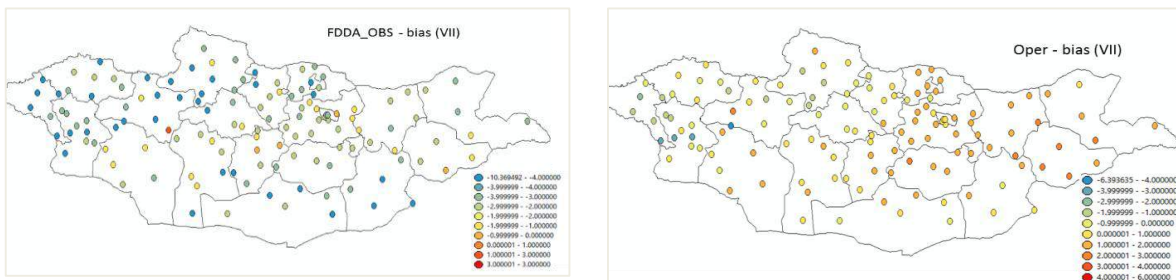 FDDA_OBS - bias (VII)
-10.369492 - -4.000000
-3.999999 - -4.000000
-3.999999 - -3.000000
-2.999999 - -2.000000
-1.999999 - -2.000000
-1.999999 - -1.000000
-0.999999 - 0.000000
0.000001 - 1.000000
1.000001 - 3.000000
3.000001 - 3.000000
Oper - bias (VII)
-6.393635 - -4.000000
-3.999999 - -3.000000
-2.999999 - -2.000000
-1.999999 - -1.000000
-0.999999 - 0.000000
0.000001 - 1.000000
1.000001 - 2.000000
2.000001 - 3.000000
3.000001 - 4.000000
4.000001 - 6.000000